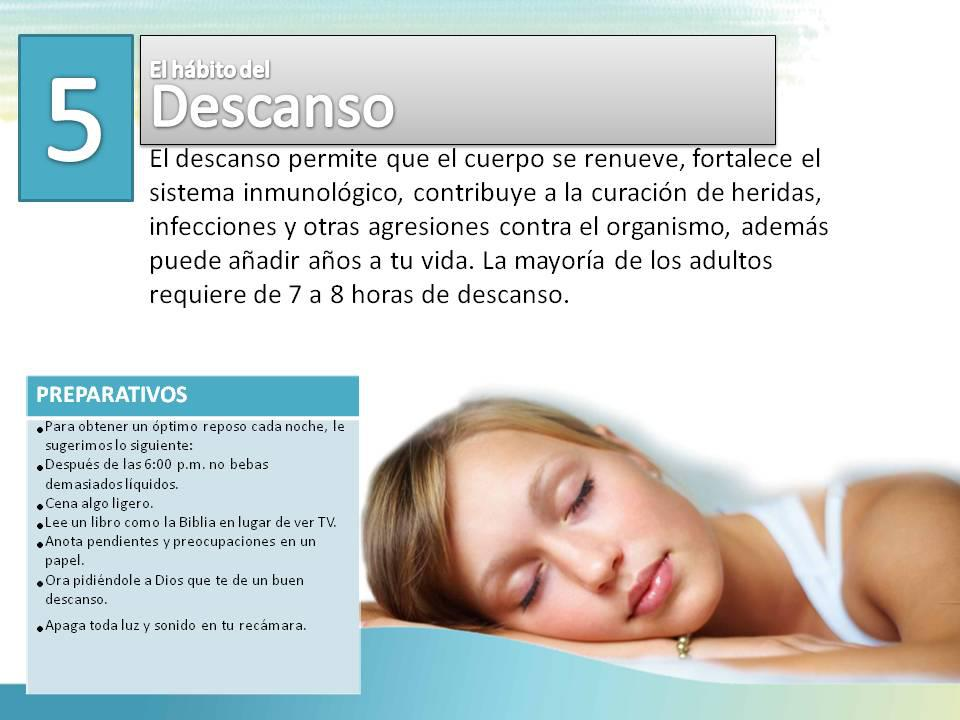 5
El hábito del
Descanso
El descanso permite que el cuerpo se renueve, fortalece el
sistema inmunológico, contribuye a la curación de heridas,
infecciones y otras agresiones contra el organismo, además
puede añadir años a tu vida. La mayoría de los adultos
requiere de 7 a 8 horas de descanso.
PREPARATIVOS
•Para obtener un óptimo reposo cada noche, le
sugerimos lo siguiente:
•Después de las 6:00 p.m. no bebas
demasiados líquidos.
•Cena algo ligero.
•Lee un libro como la Biblia en lugar de ver TV.
•Anota pendientes y preocupaciones en un
papel.
•Ora pidiéndole a Dios que te de un buen
descanso.
•Apaga toda luz y sonido en tu recámara.